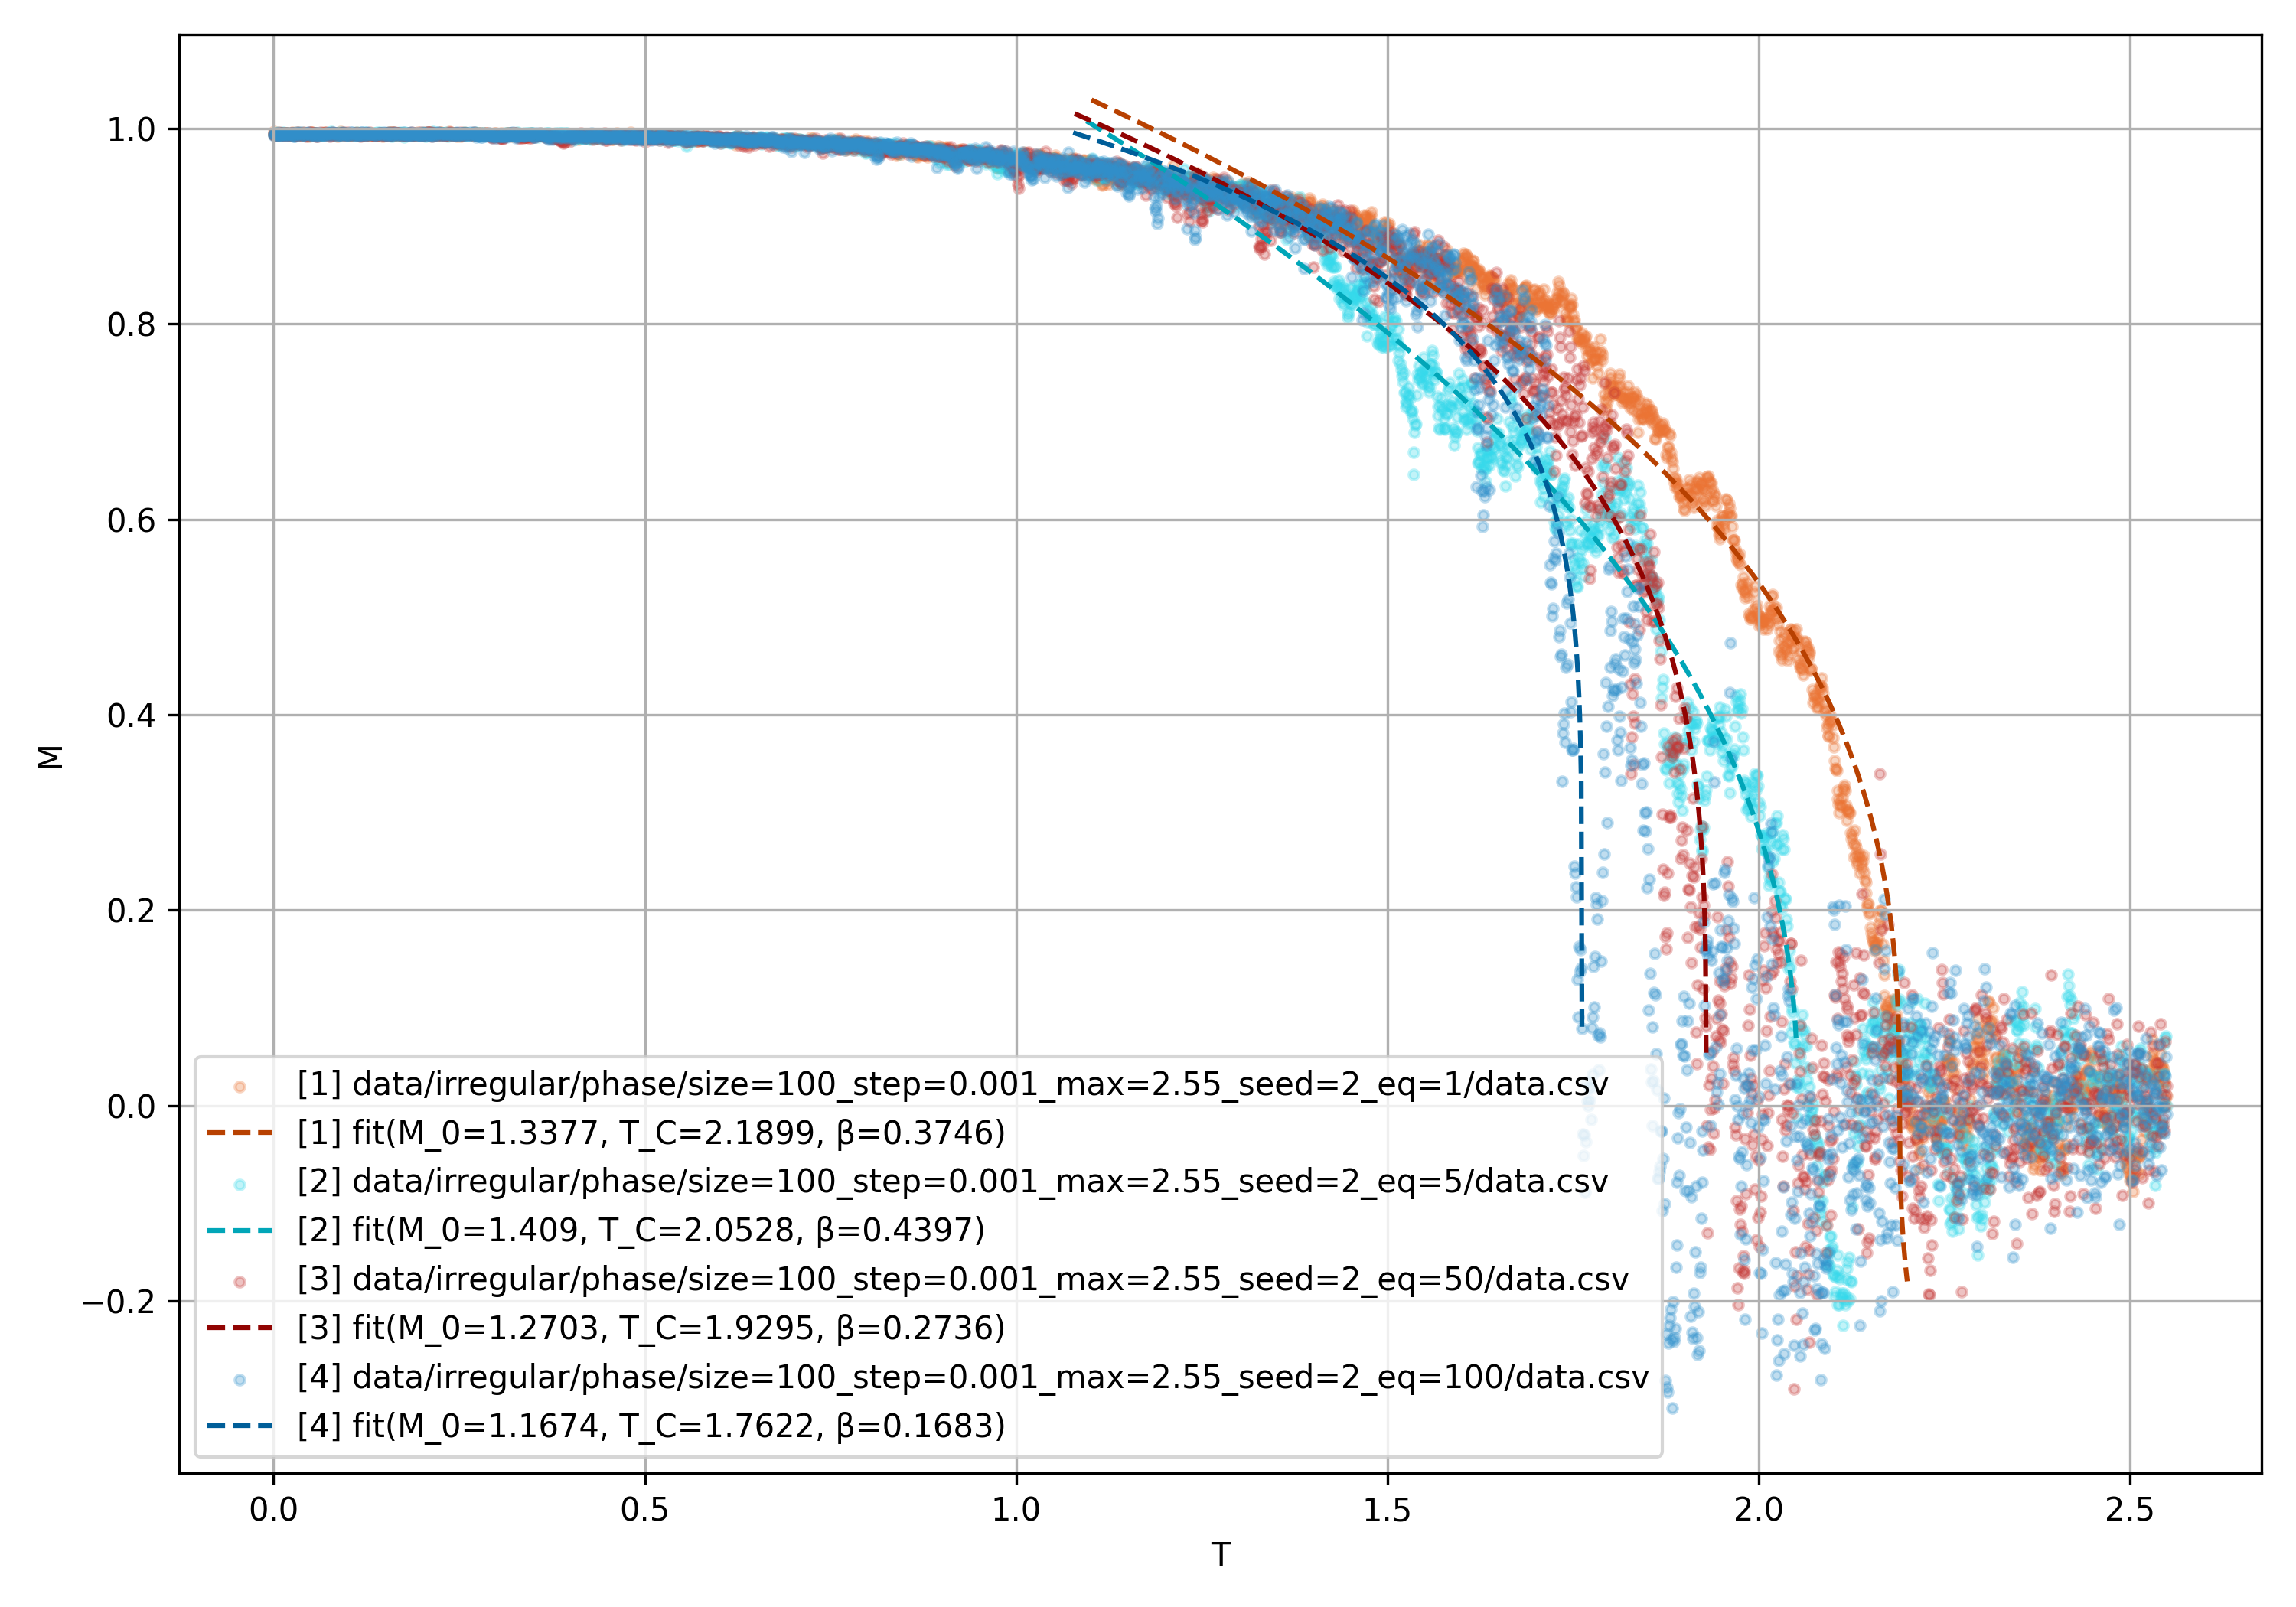 1.0
0.8
0.6
0.4
0.2
0.0
−0.2
M
[1] data/irregular/phase/size=100_step=0.001_max=2.55_seed=2_eq=1/data.csv
[1] fit(M_0=1.3377, T_C=2.1899, β=0.3746)
[2] data/irregular/phase/size=100_step=0.001_max=2.55_seed=2_eq=5/data.csv
[2] fit(M_0=1.409, T_C=2.0528, β=0.4397)
[3] data/irregular/phase/size=100_step=0.001_max=2.55_seed=2_eq=50/data.csv
[3] fit(M_0=1.2703, T_C=1.9295, β=0.2736)
[4] data/irregular/phase/size=100_step=0.001_max=2.55_seed=2_eq=100/data.csv
[4] fit(M_0=1.1674, T_C=1.7622, β=0.1683)
0.0 0.5 1.0 1.5 2.0 2.5
T